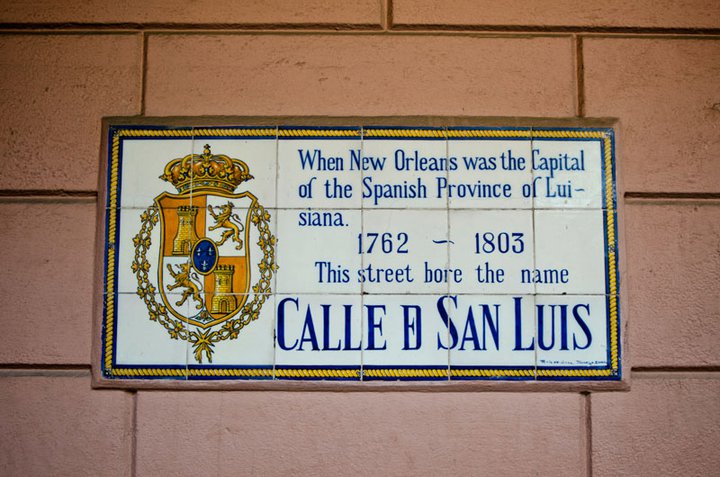 When New Orleans was the Capital
of the Spanish Province of Lui-
siana.
1762 ~ 1803
This street bore the name
CALLE D SAN LUIS